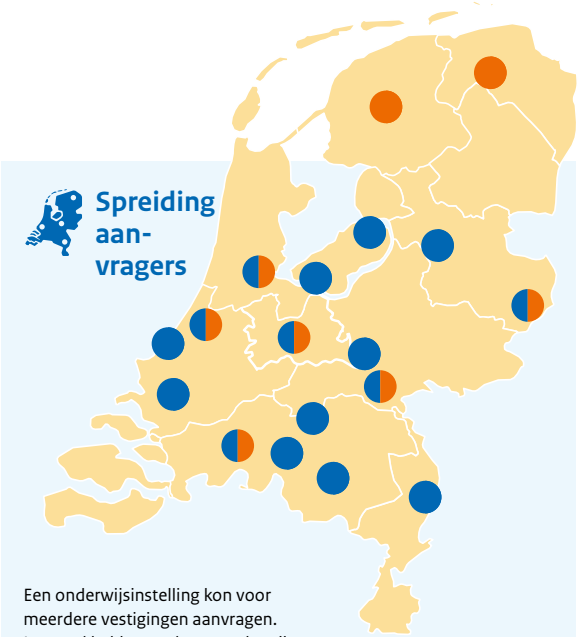 Spreiding
aan-
vragers
Een onderwijsinstelling kon voor
meerdere vestigingen aanvragen.